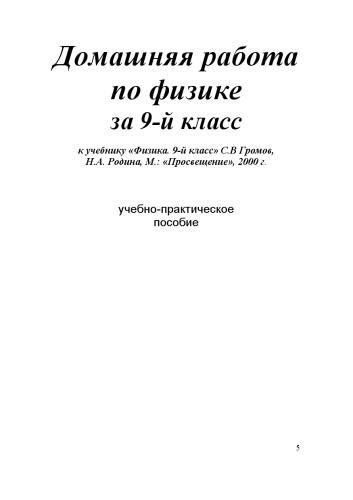 Домашняя работа
по физике
за 9-й класс
к учебнику «Физика. 9-й класс» С.В Громов,
Н.А. Родина, М.: «Просвещение», 2000 г.
учебно-практическое
пособие
5